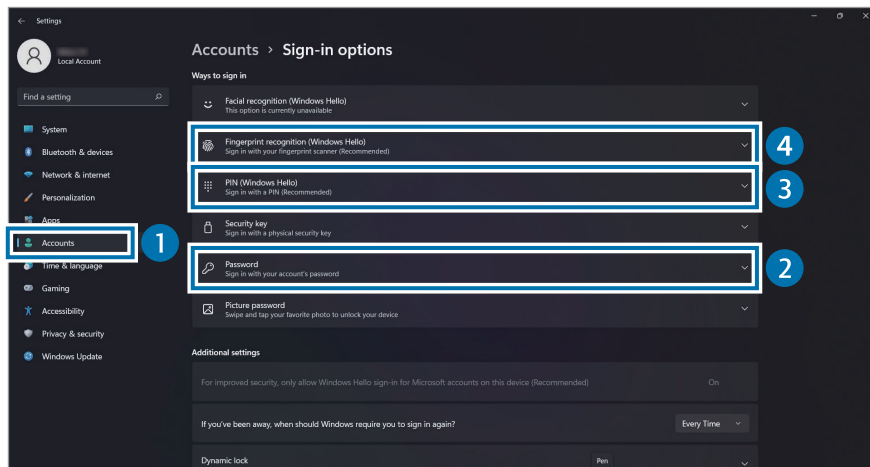 Settings
Local Account
Find a setting
System
Bluetooth & devices
Network & internet
Personalization
Apps
Accounts
1
Time & language
Gaming
Accessibility
Privacy & security
Windows Update
Accounts > Sign-in options
Ways to sign in
Facial recognition (Windows Hello)
This option is currently unavailable
Fingerprint recognition (Windows Hello)
Sign in with your fingerprint scanner (Recommended)
4
PIN (Windows Hello)
Sign in with a PIN (Recommended)
3
Security key
Sign in with a physical security key
Password
Sign in with your account's password
2
Picture password
Swipe and tap your favorite photo to unlock your device
Additional settings
For improved security, only allow Windows Hello sign-in for Microsoft accounts on this device (Recommended) On
If you've been away, when should Windows require you to sign in again? Every Time
Dynamic lock Pen